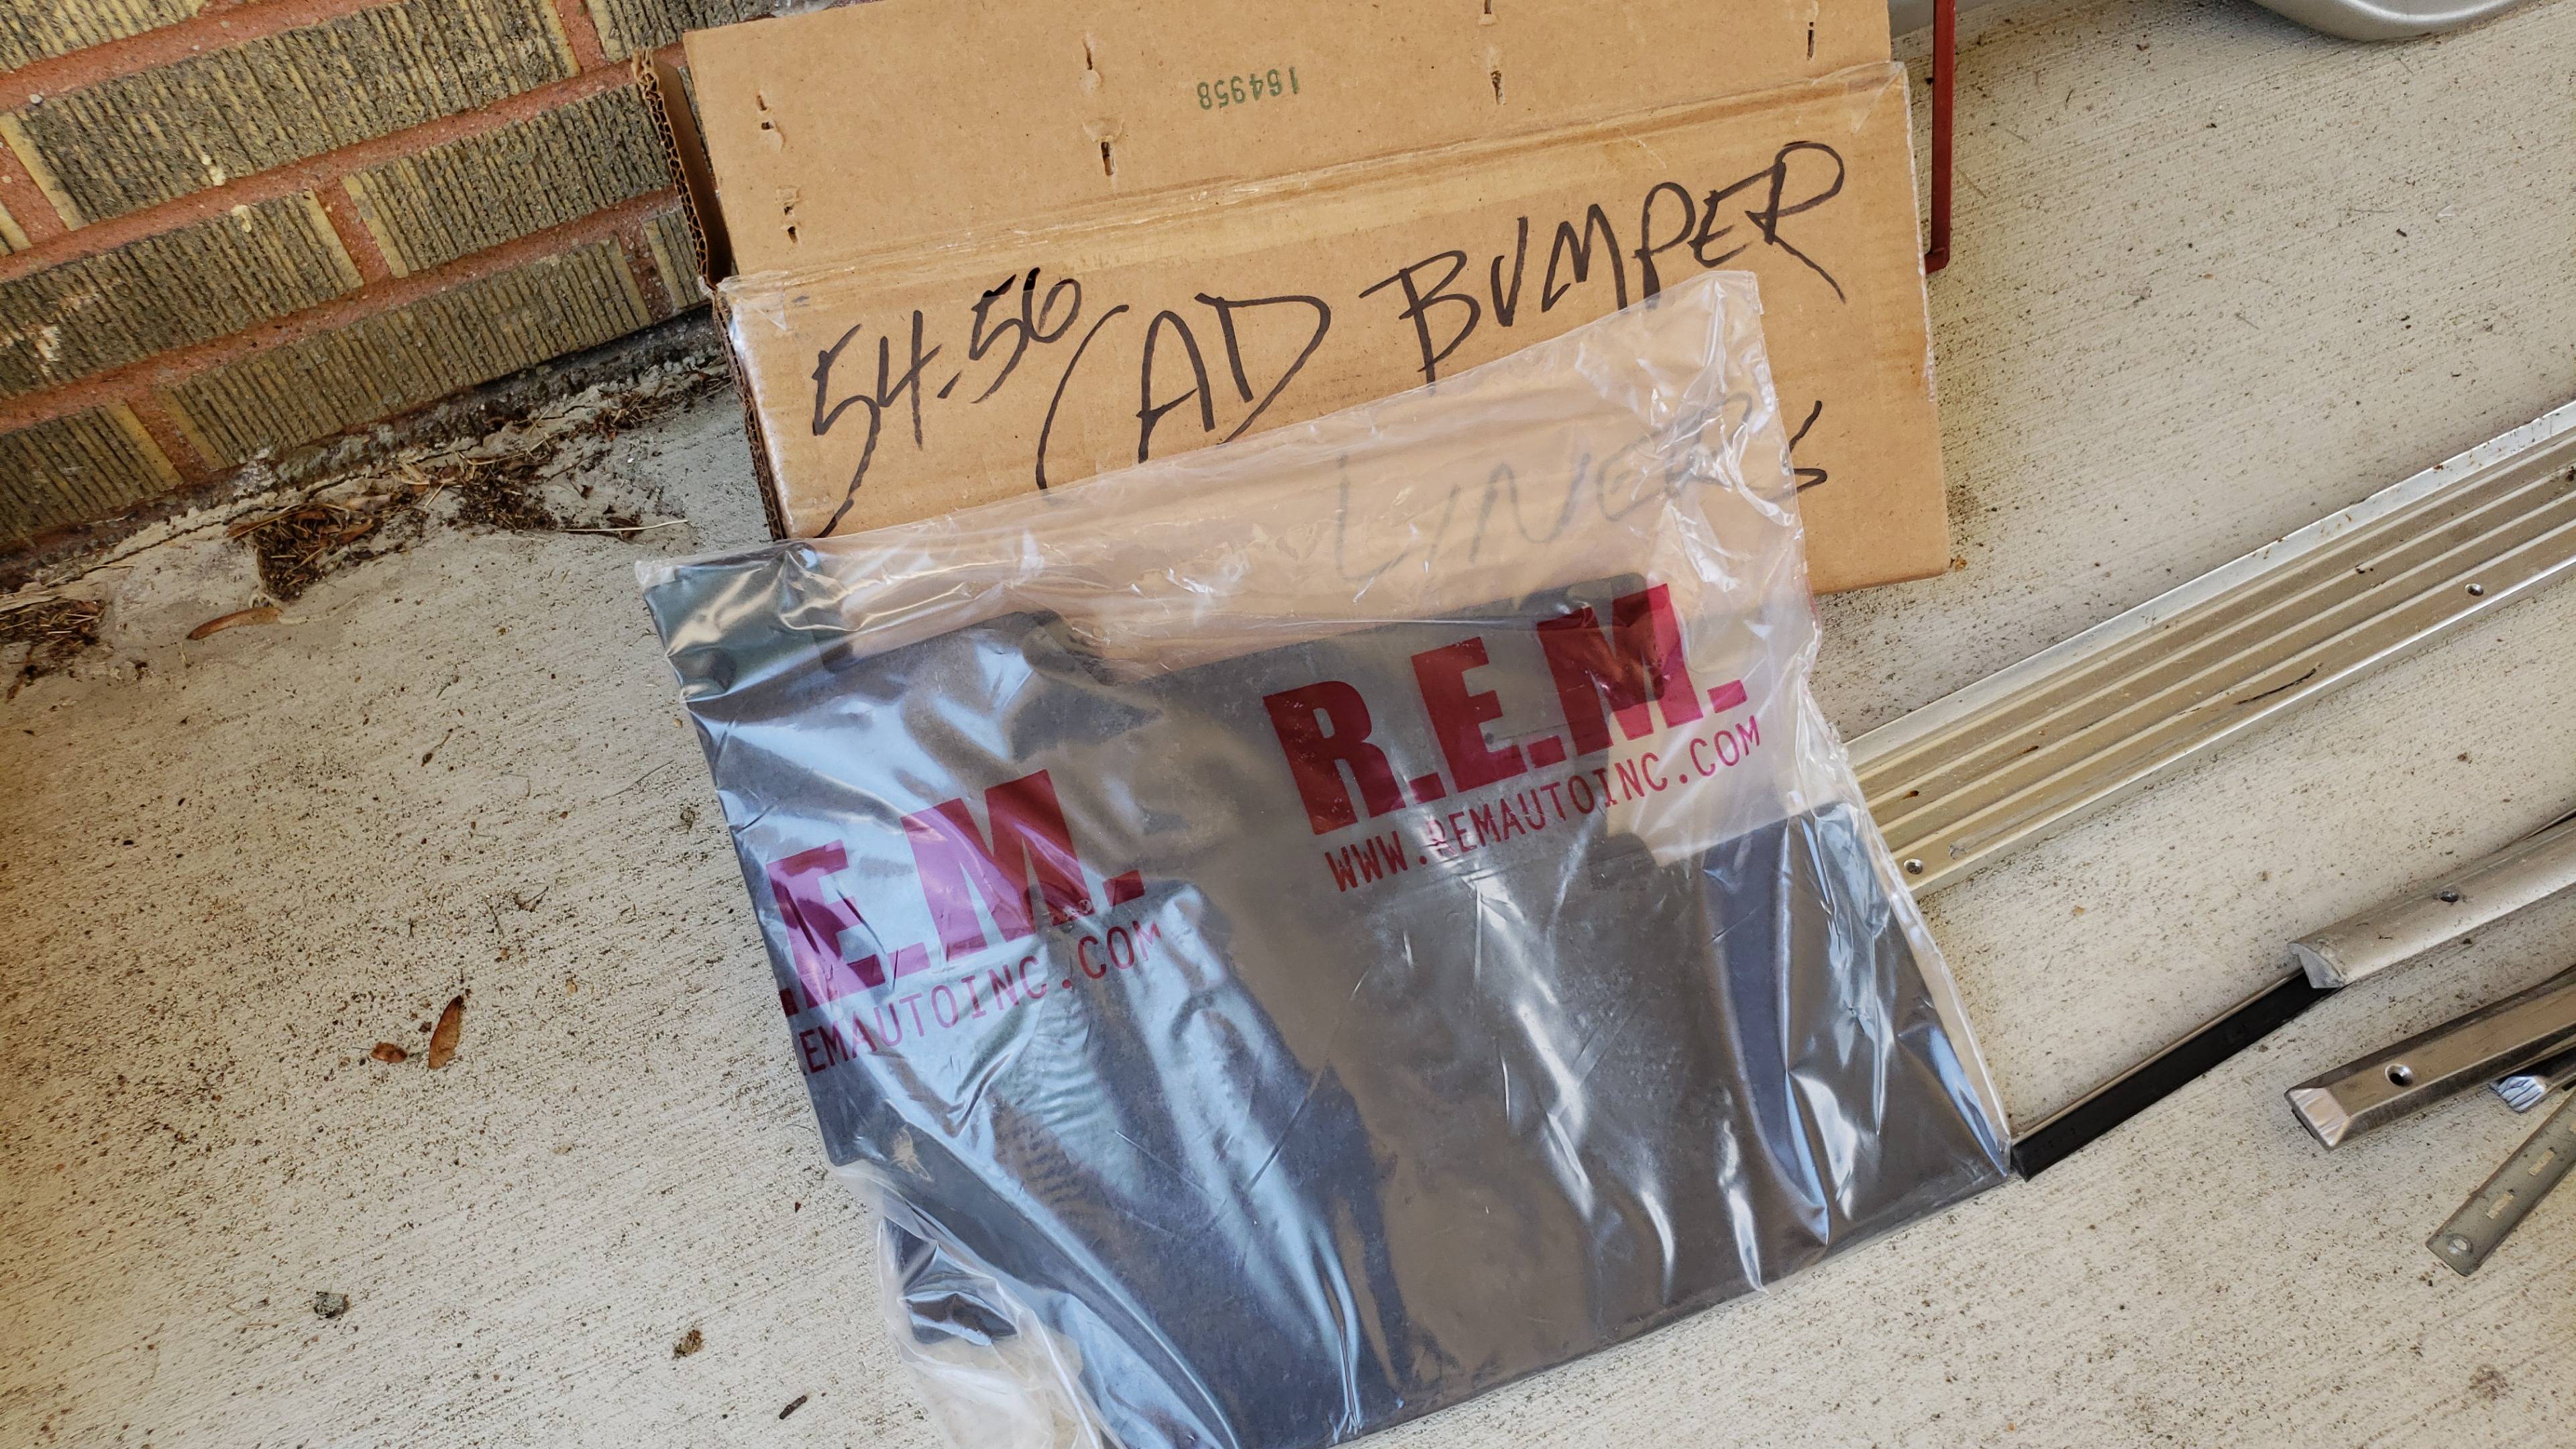 164958
54-56 CAD BUMPER
LINERS
R.E.M.
WWW.REMAUTOINC.COM
.E.M.
REMAUTOINC.COM